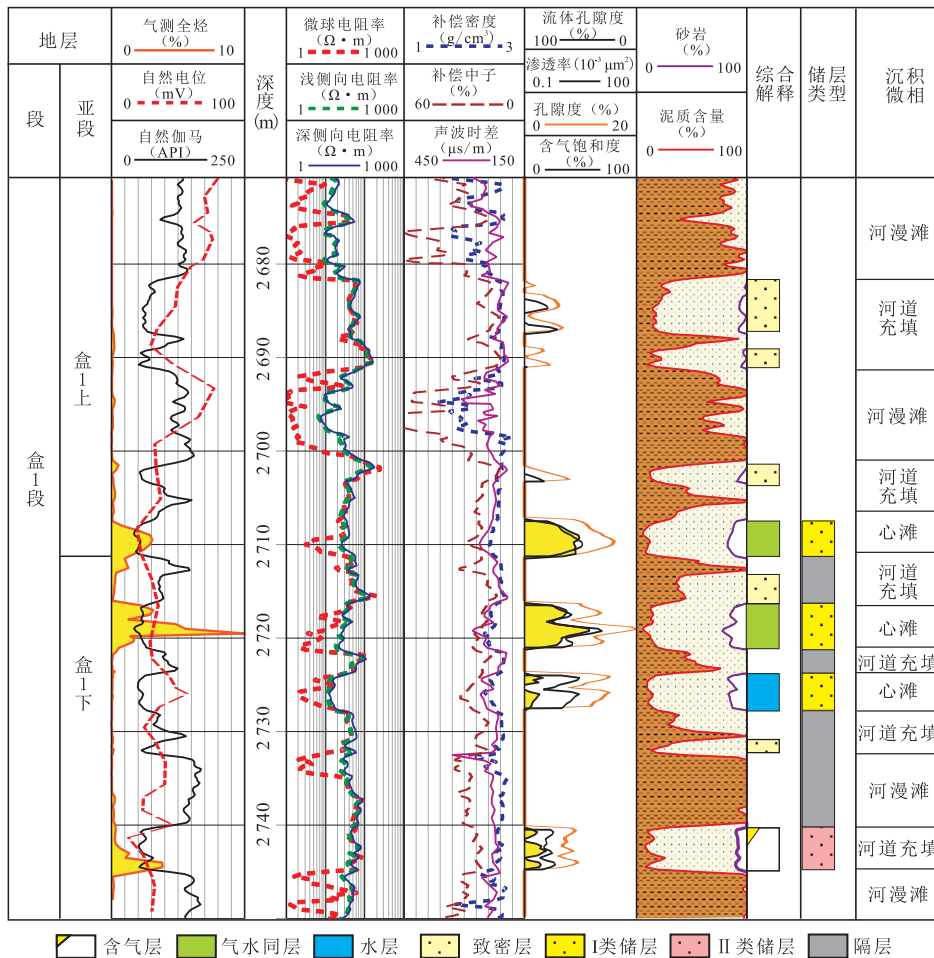 地层
段
亚段
气测全烃
(%)
0 10
自然电位
(mV)
0 100
自然伽马
(API)
0 250
深度(m)
微球电阻率
(Ω·m)
1 1 000
浅侧向电阻率
(Ω·m)
1 1 000
深侧向电阻率
(Ω·m)
1 1 000
补偿密度
(g/cm³)
1 3
补偿中子
(%)
60 0
声波时差
(μs/m)
450 150
流体孔隙度
100% 0
渗透率(10⁻³ μm²)
0.1 100
孔隙度 (%)
0 20
含气饱和度
(%)
0 100
砂岩
(%)
0 100
泥质含量
(%)
0 100
综合解释
储层类型
沉积微相
盒1段
盒1上
盒1下
2 680
2 690
2 700
2 710
2 720
2 730
2 740
河漫滩
河道
充填
河漫滩
河道
充填
心滩
河道
充填
心滩
河道充填
心滩
河道充填
河漫滩
河道充填
河漫滩
含气层 气水同层 水层 致密层 I类储层 II类储层 隔层